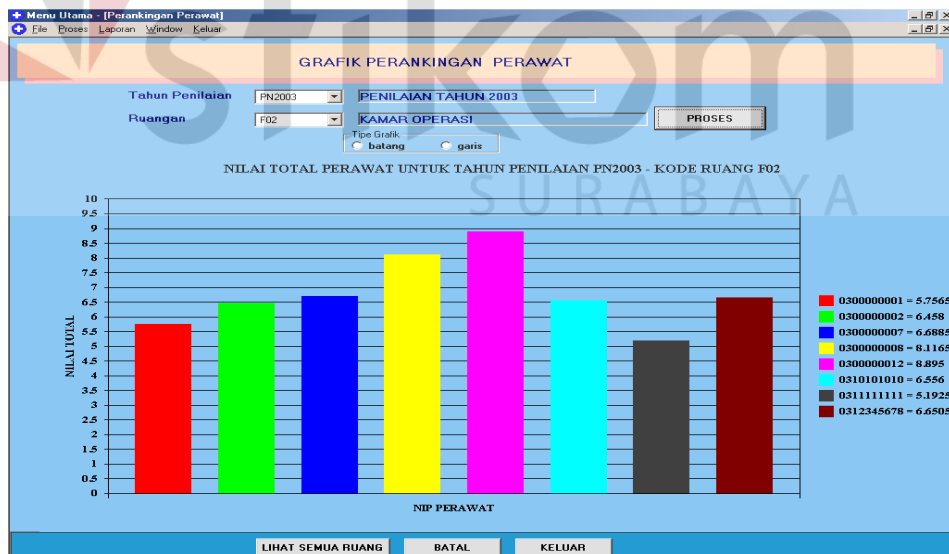 Menu Utama - [Perankingan Perawat]
File Proses Laporan Window Keluar
stikom
SURABAYA
GRAFIK PERANKINGAN PERAWAT
Tahun Penilaian PN2003 PENILAIAN TAHUN 2003
Ruangan F02 KAMAR OPERASI PROSES
Tipe Grafik
batang garis
NILAI TOTAL PERAWAT UNTUK TAHUN PENILAIAN PN2003 - KODE RUANG F02
10
9.5
9
8.5
8
7.5
7
6.5
6
5.5
5
4.5
4
3.5
3
2.5
2
1.5
1
0.5
0
NILAI TOTAL
NIP PERAWAT
0300000001 = 5.7565
0300000002 = 6.458
0300000007 = 6.6885
0300000008 = 8.1165
0300000012 = 8.895
0310101010 = 6.556
0311111111 = 5.1925
0312345678 = 6.6505
LIHAT SEMUA RUANG BATAL KELUAR